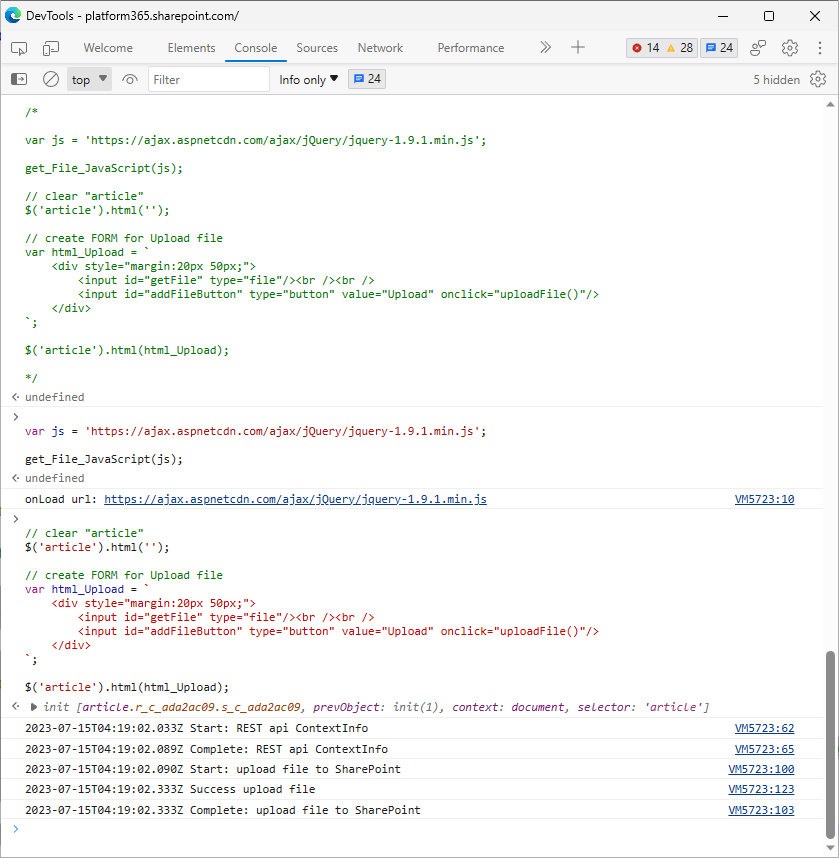 DevTools - platform365.sharepoint.com/
Welcome Elements Console Sources Network Performance 14 28 24
top Filter Info only 24 5 hidden
/*
var js = 'https://ajax.aspnetcdn.com/ajax/jQuery/jquery-1.9.1.min.js';
get_File_JavaScript(js);
// clear "article"
$('article').html('');
// create FORM for Upload file
var html_Upload = `
<div style="margin:20px 50px;">
<input id="getFile" type="file"/><br /><br />
<input id="addFileButton" type="button" value="Upload" onclick="uploadFile()"/>
</div>
`;
$('article').html(html_Upload);
*/
undefined
var js = 'https://ajax.aspnetcdn.com/ajax/jQuery/jquery-1.9.1.min.js';
get_File_JavaScript(js);
undefined
onLoad url: https://ajax.aspnetcdn.com/ajax/jQuery/jquery-1.9.1.min.js VM5723:10
// clear "article"
$('article').html('');
// create FORM for Upload file
var html_Upload = `
<div style="margin:20px 50px;">
<input id="getFile" type="file"/><br /><br />
<input id="addFileButton" type="button" value="Upload" onclick="uploadFile()"/>
</div>
`;
$('article').html(html_Upload);
init [article.r_c_ada2ac09.s_c_ada2ac09, prevObject: init(1), context: document, selector: 'article']
2023-07-15T04:19:02.033Z Start: REST api ContextInfo VM5723:62
2023-07-15T04:19:02.089Z Complete: REST api ContextInfo VM5723:65
2023-07-15T04:19:02.090Z Start: upload file to SharePoint VM5723:100
2023-07-15T04:19:02.333Z Success upload file VM5723:123
2023-07-15T04:19:02.333Z Complete: upload file to SharePoint VM5723:103